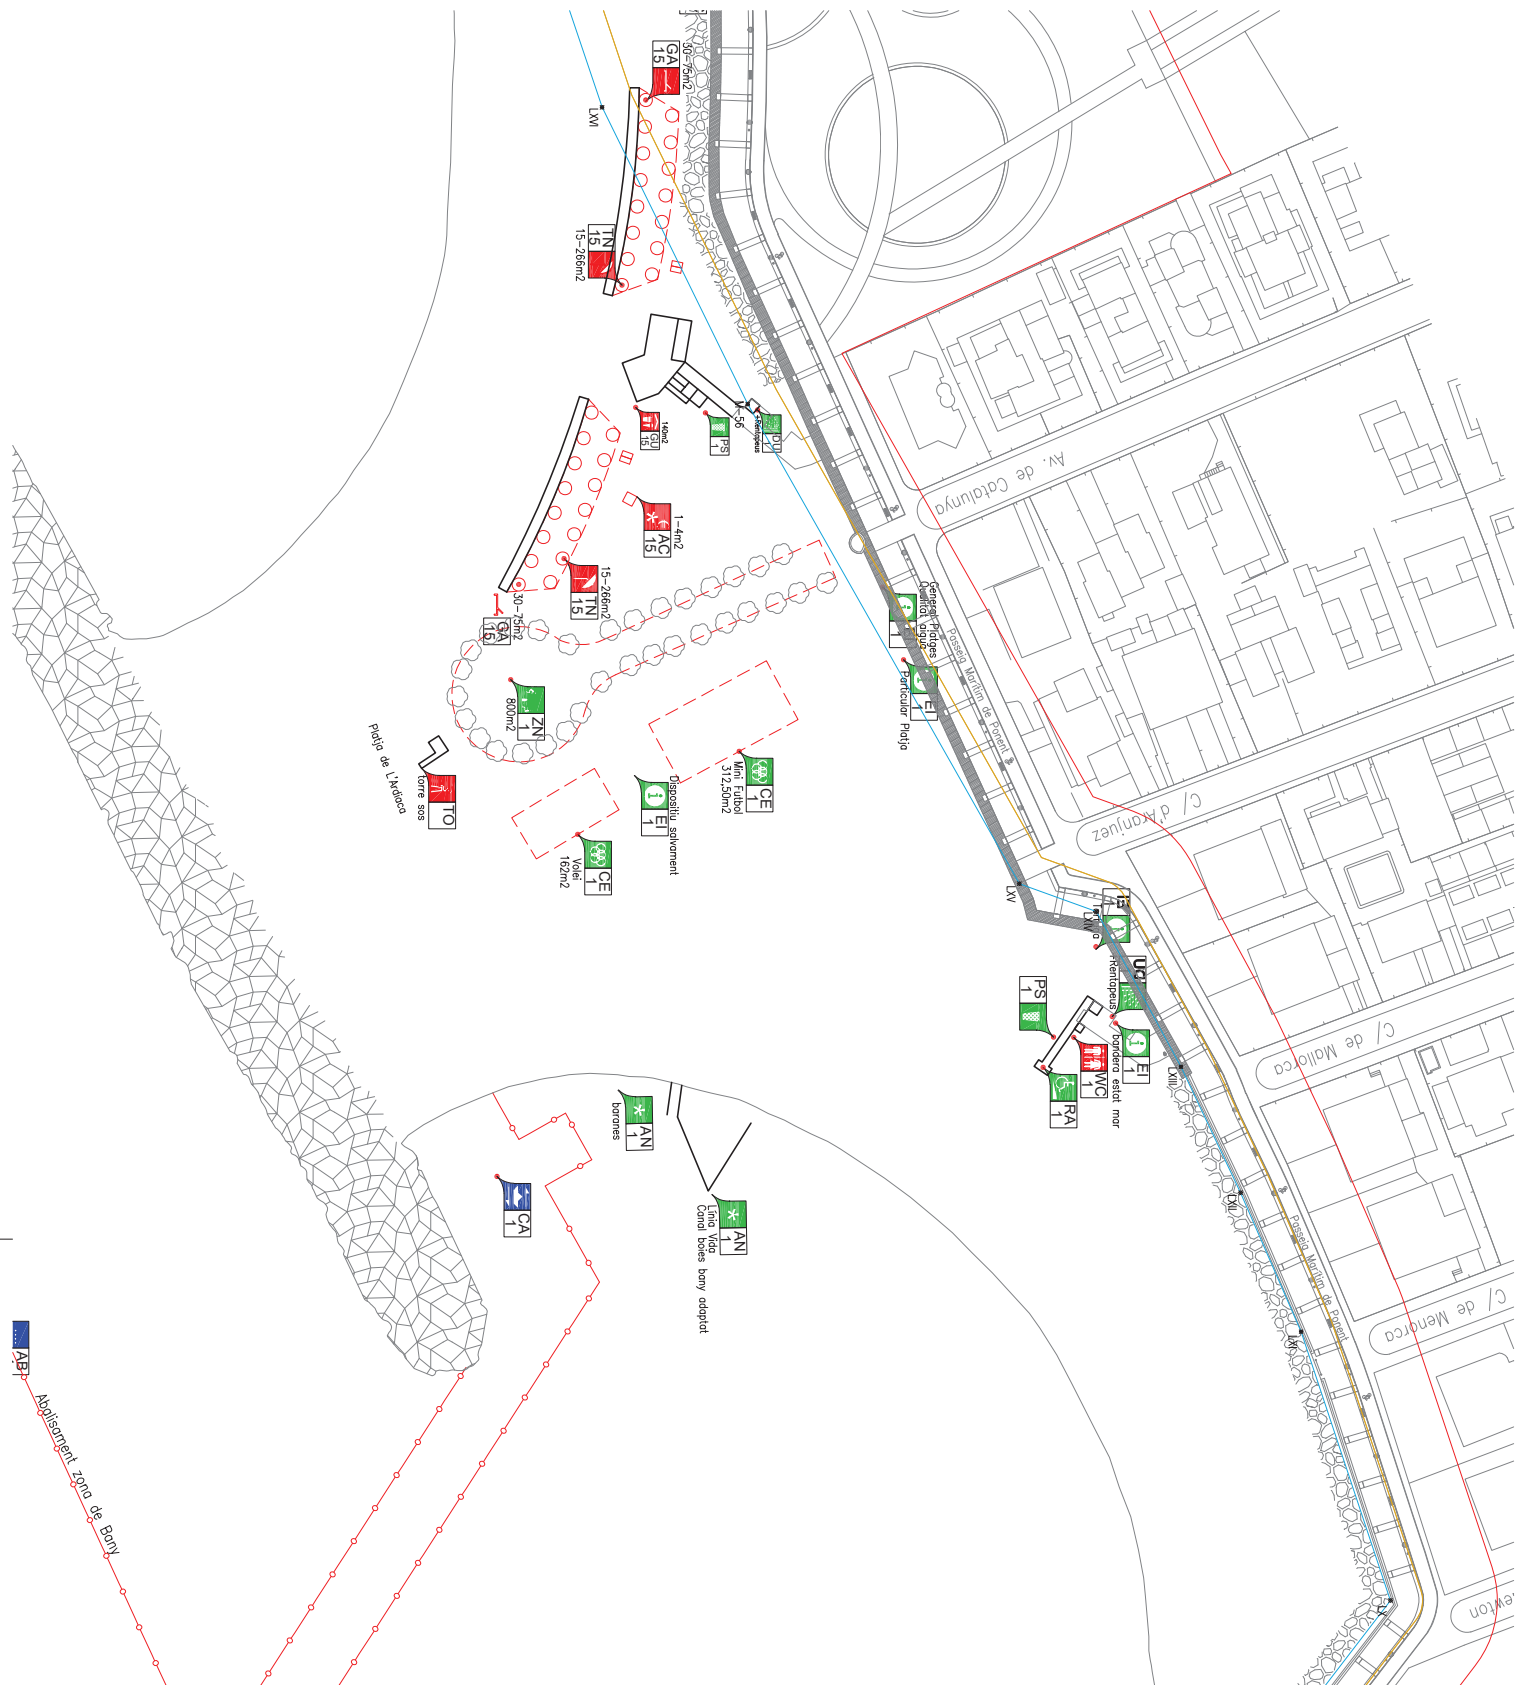 GA
15
30-75m2
LXVI
TN
15
15-266m2
M-56
DU
+Rentapeus
PS
1
140m2
GU
15
Av. de Catalunya
1-4m2
AC
15
15-266m2
TN
15
30-75m2
GA
15
General Platges
Qualitat aigua
1
EI
1
Particular Platja
Passeig Marítim de Ponent
ZN
1
800m2
Platja de L'Ardiaca
TO
torre sos
CE
1
Mini Futbol
312,50m2
Dispositiu salvament
EI
1
CE
1
Volei
162m2
C/ d'Aranjuez
LXV
LXIV
DU
+Rentapeus
PS
1
EI
1
bandera estat mar
WC
1
RA
1
LXIII
C/ de Mallorca
AN
1
baranes
CA
1
AN
1
Línia Vida
Canal boies bany adaptat
LXII
Passeig Marítim de Ponent
LXI
C/ de Menorca
AB
Abalisament zona de Bany
LX
ewton